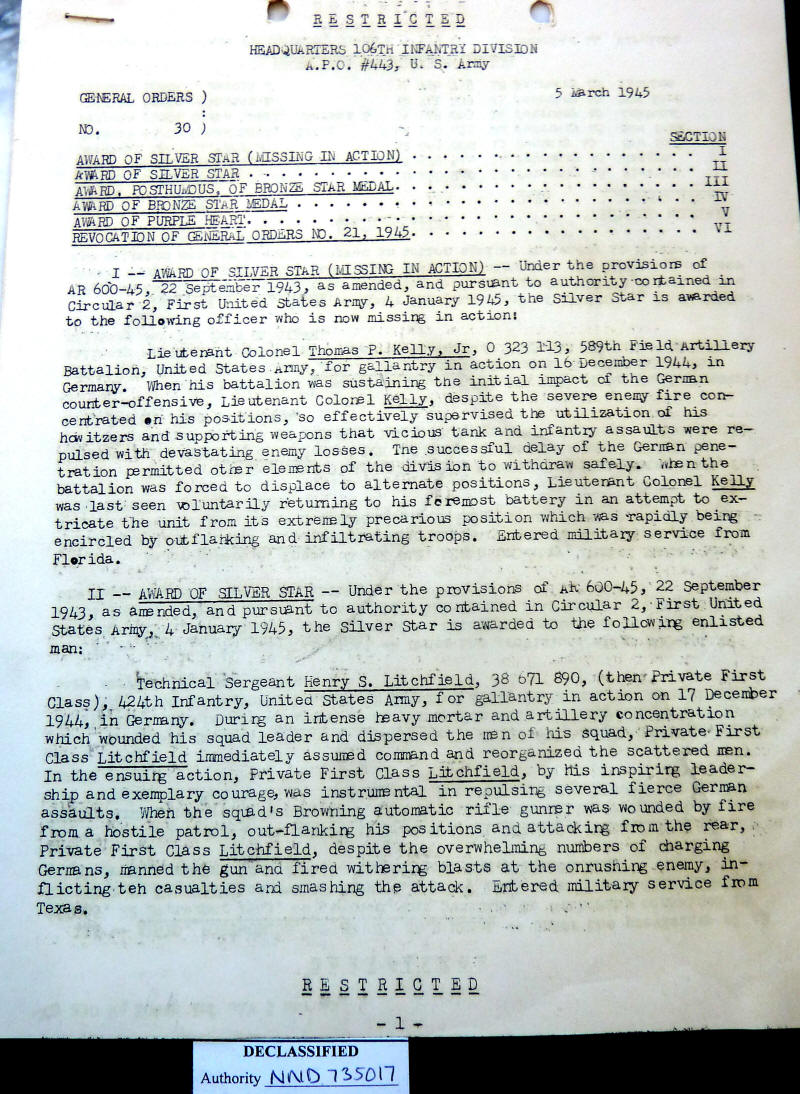 R E S T R I C T E D
HEADQUARTERS 106TH INFANTRY DIVISION
A.P.O. #443, U. S. Army
GENERAL ORDERS ) 5 March 1945
:
NO. 30 )
SECTION
AWARD OF SILVER STAR (MISSING IN ACTION) . . . . . . . . . . . . . . . . . . I
AWARD OF SILVER STAR . . . . . . . . . . . . . . . . . . . . . . . . . . . . II
AWARD, POSTHUMOUS, OF BRONZE STAR MEDAL. . . . . . . . . . . . . . . . . . . III
AWARD OF BRONZE STAR MEDAL . . . . . . . . . . . . . . . . . . . . . . . . . IV
AWARD OF PURPLE HEART. . . . . . . . . . . . . . . . . . . . . . . . . . . . V
REVOCATION OF GENERAL ORDERS NO. 21, 1945. . . . . . . . . . . . . . . . . . VI
I -- AWARD OF SILVER STAR (MISSING IN ACTION) -- Under the provisions of
AR 600-45, 22 September 1943, as amended, and pursuant to authority contained in
Circular 2, First United States Army, 4 January 1945, the Silver Star is awarded
to the following officer who is now missing in action:
Lieutenant Colonel Thomas P. Kelly, Jr, O 323 113, 589th Field Artillery
Battalion, United States Army, for gallantry in action on 16 December 1944, in
Germany. When his battalion was sustaining the initial impact of the German
counter-offensive, Lieutenant Colonel Kelly, despite the severe enemy fire con-
centrated on his positions, so effectively supervised the utilization of his
howitzers and supporting weapons that vicious tank and infantry assaults were re-
pulsed with devastating enemy losses. The successful delay of the German pene-
tration permitted other elements of the division to withdraw safely. When the
battalion was forced to displace to alternate positions, Lieutenant Colonel Kelly
was last seen voluntarily returning to his foremost battery in an attempt to ex-
tricate the unit from its extremely precarious position which was rapidly being
encircled by outflanking and infiltrating troops. Entered military service from
Florida.
II -- AWARD OF SILVER STAR -- Under the provisions of AR 600-45, 22 September
1943, as amended, and pursuant to authority contained in Circular 2, First United
States Army, 4 January 1945, the Silver Star is awarded to the following enlisted
man:
Technical Sergeant Henry S. Litchfield, 38 671 890, (then Private First
Class), 424th Infantry, United States Army, for gallantry in action on 17 December
1944, in Germany. During an intense heavy mortar and artillery concentration
which wounded his squad leader and dispersed the men of his squad, Private First
Class Litchfield immediately assumed command and reorganized the scattered men.
In the ensuing action, Private First Class Litchfield, by his inspiring leader-
ship and exemplary courage, was instrumental in repulsing several fierce German
assaults. When the squad's Browning automatic rifle gunner was wounded by fire
from a hostile patrol, out-flanking his positions and attacking from the rear,
Private First Class Litchfield, despite the overwhelming numbers of charging
Germans, manned the gun and fired withering blasts at the onrushing enemy, in-
flicting teh casualties and smashing the attack. Entered military service from
Texas.
R E S T R I C T E D
- 1 -
DECLASSIFIED
Authority NND 735017